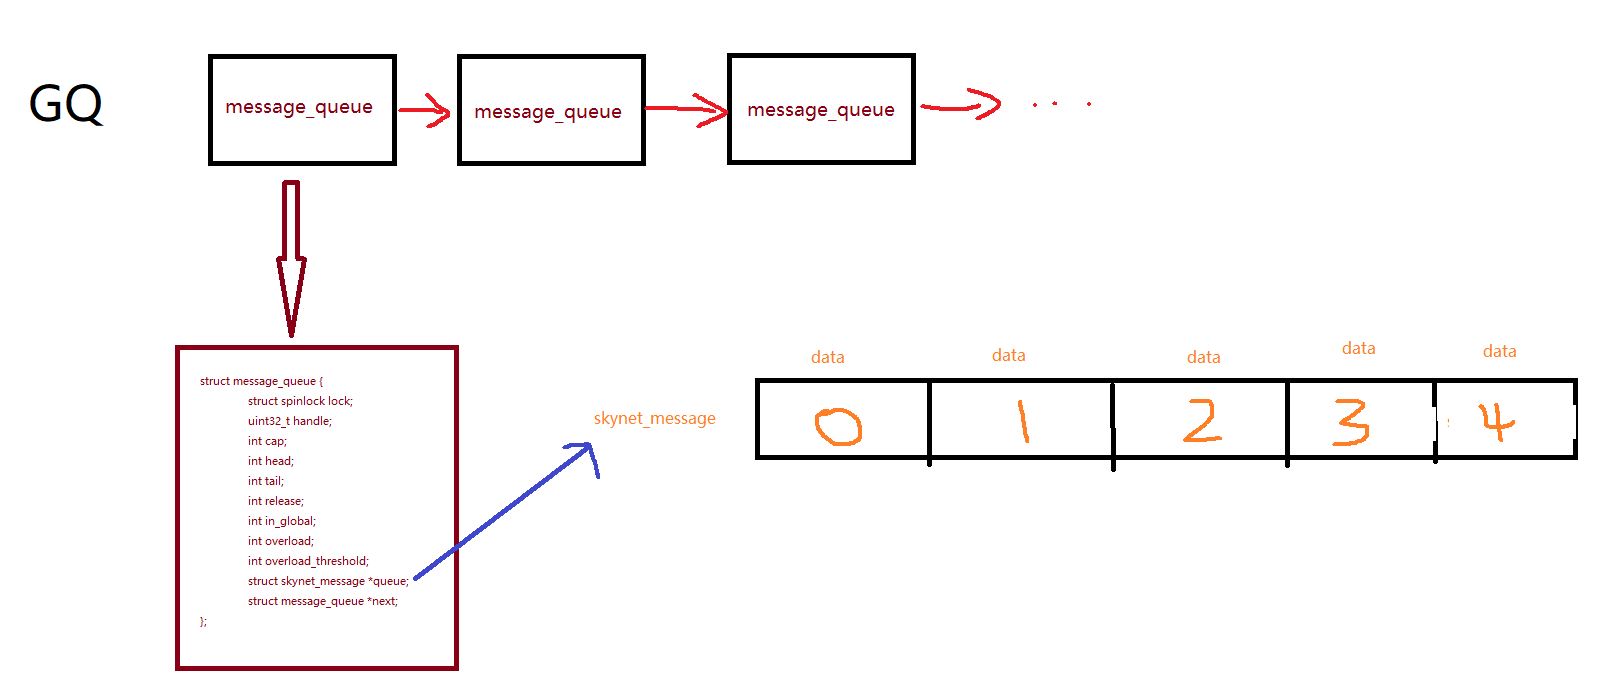 GQ
message_queue
message_queue
message_queue
struct message_queue {
struct spinlock lock;
uint32_t handle;
int cap;
int head;
int tail;
int release;
int in_global;
int overload;
int overload_threshold;
struct skynet_message *queue;
struct message_queue *next;
};
skynet_message
data data data data data
0 1 2 3 4